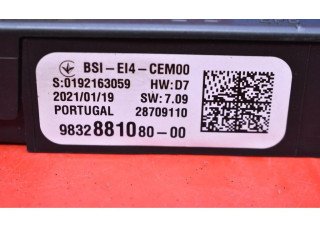 BSI-EI4-CEM00
S:0192163059 HW:D7
2021/01/19 SW:7.09
PORTUGAL 28709110
9832881080-00